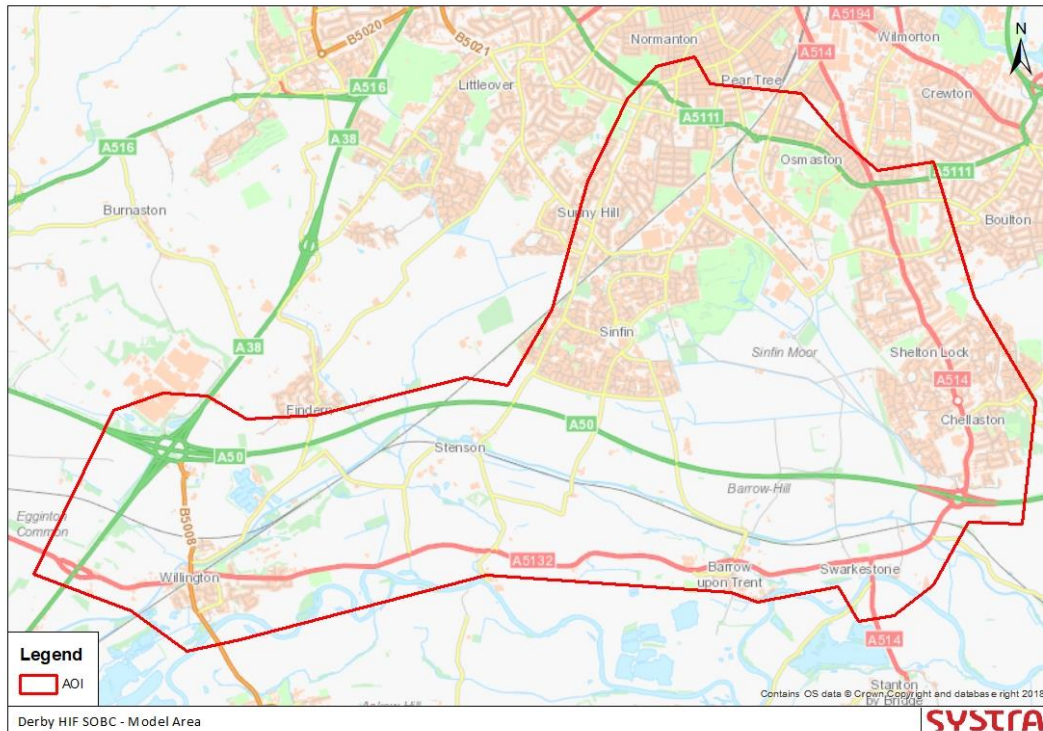 B5020
B5021
Normanton
A514
A5194
Wilmorton
N
A516
Littleover
Pear Tree
Crewton
A516
A38
A5111
Osmaston
A5111
Burnaston
Sunny Hill
Boulton
Sinfin
Sinfin Moor
Shelton Lock
A38
A514
Findern
Chellaston
A50
A50
Stenson
Barrow Hill
Egginton
Common
B5008
A5132
Willington
Barrow
upon Trent
Swarkestone
Legend
AOI
A514
Stanton
by Bridge
Contains OS data © Crown Copyright and database right 2018
Derby HIF SOBC - Model Area
SYSTRA